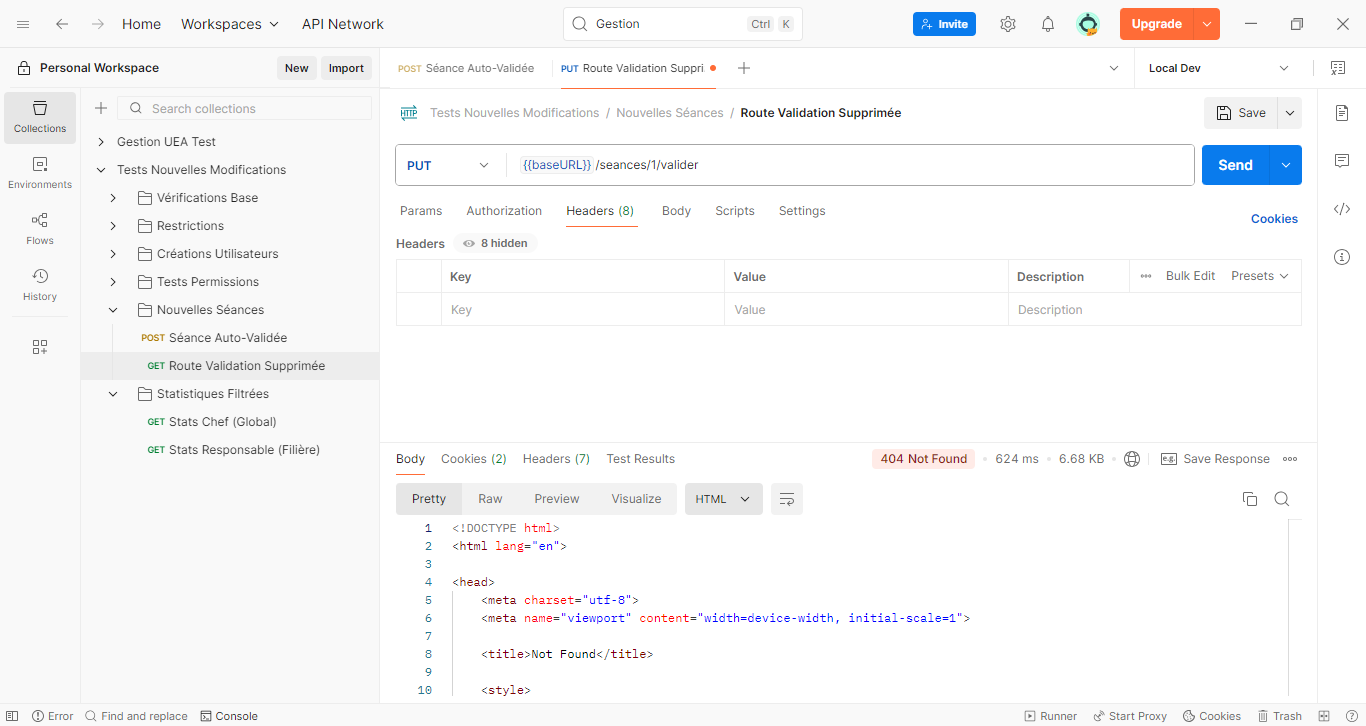 Home Workspaces API Network Gestion Ctrl K Invite Upgrade
Personal Workspace New Import POST Séance Auto-Validée PUT Route Validation Suppri Local Dev
Search collections
Collections
Environments
Flows
History
Gestion UEA Test
Tests Nouvelles Modifications
Vérifications Base
Restrictions
Créations Utilisateurs
Tests Permissions
Nouvelles Séances
POST Séance Auto-Validée
GET Route Validation Supprimée
Statistiques Filtrées
GET Stats Chef (Global)
GET Stats Responsable (Filière)
HTTP Tests Nouvelles Modifications / Nouvelles Séances / Route Validation Supprimée Save
PUT {{baseURL}} /seances/1/valider Send
Params Authorization Headers (8) Body Scripts Settings Cookies
Headers 8 hidden
Key Value Description Bulk Edit Presets
Key Value Description
Body Cookies (2) Headers (7) Test Results 404 Not Found 624 ms 6.68 KB e.g. Save Response
Pretty Raw Preview Visualize HTML
1 <!DOCTYPE html>
2 <html lang="en">
3
4 <head>
5 <meta charset="utf-8">
6 <meta name="viewport" content="width=device-width, initial-scale=1">
7
8 <title>Not Found</title>
9
10 <style>
Error Find and replace Console Runner Start Proxy Cookies Trash